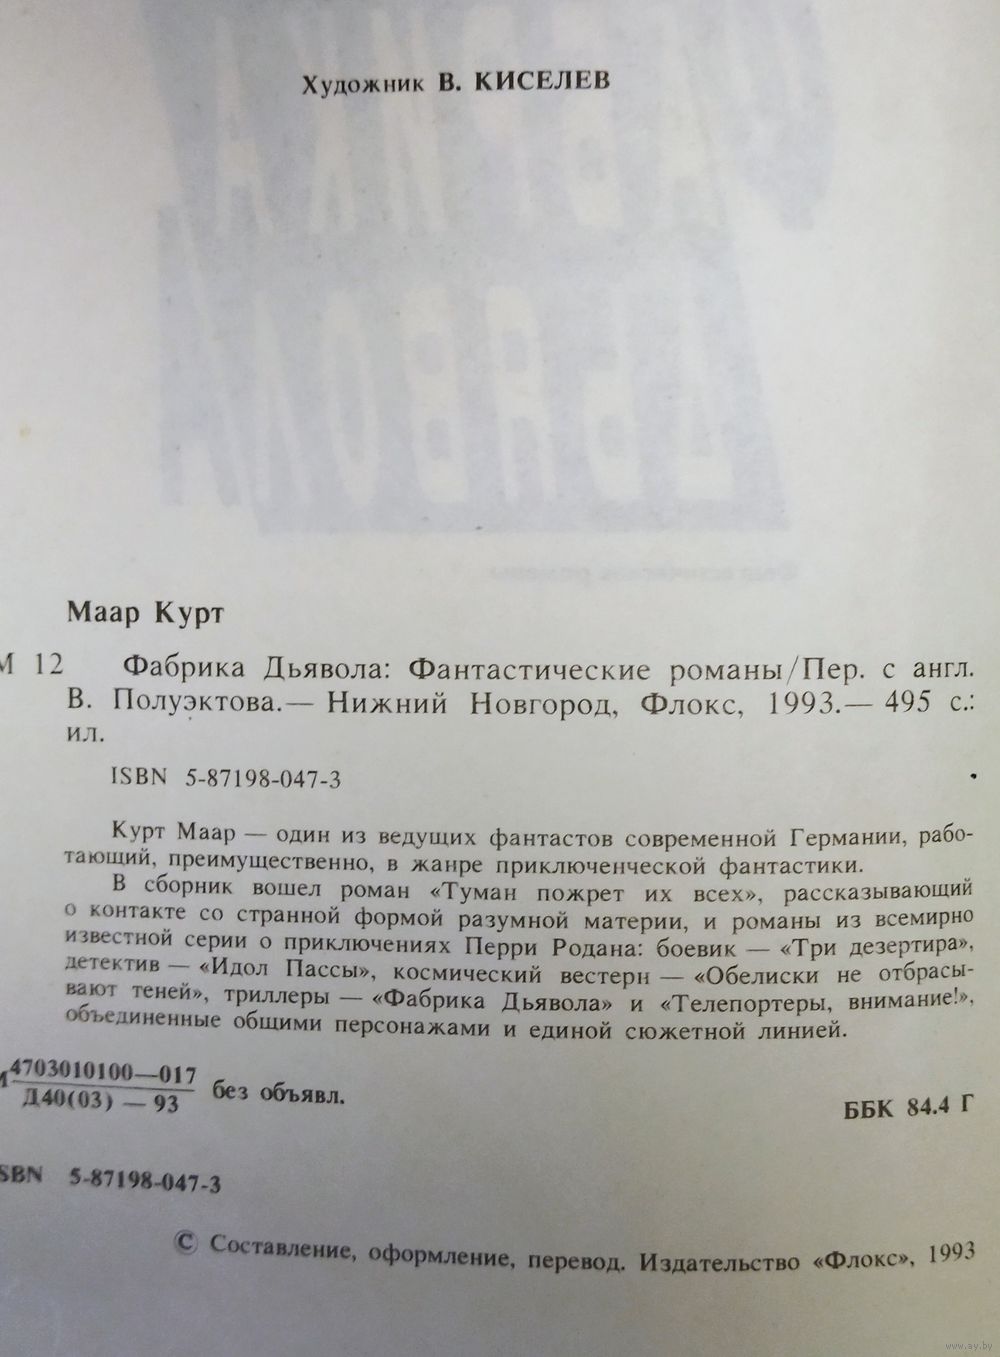 Художник В. КИСЕЛЕВ
Маар Курт
М 12 Фабрика Дьявола: Фантастические романы/Пер. с англ.
В. Полуэктова.— Нижний Новгород, Флокс, 1993.— 495 с.:
ил.
ISBN 5-87198-047-3
Курт Маар — один из ведущих фантастов современной Германии, рабо-
тающий, преимущественно, в жанре приключенческой фантастики.
В сборник вошел роман «Туман пожрет их всех», рассказывающий
о контакте со странной формой разумной материи, и романы из всемирно
известной серии о приключениях Перри Родана: боевик — «Три дезертира»,
детектив — «Идол Пассы», космический вестерн — «Обелиски не отбрасы-
вают теней», триллеры — «Фабрика Дьявола» и «Телепортеры, внимание!»,
объединенные общими персонажами и единой сюжетной линией.
М 4703010100—017
Д40(03) — 93 без объявл.
ББК 84.4 Г
ISBN 5-87198-047-3
© Составление, оформление, перевод. Издательство «Флокс», 1993
www.ay.by